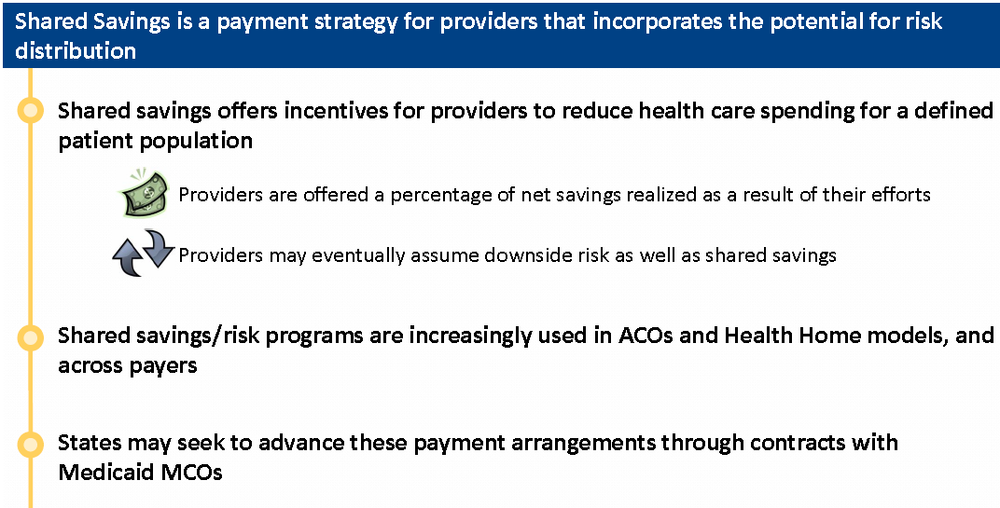 Shared Savings is a payment strategy for providers that incorporates the potential for risk
distribution
Shared savings offers incentives for providers to reduce health care spending for a defined
patient population
Providers are offered a percentage of net savings realized as a result of their efforts
Providers may eventually assume downside risk as well as shared savings
Shared savings/risk programs are increasingly used in ACOs and Health Home models, and
across payers
States may seek to advance these payment arrangements through contracts with
Medicaid MCOs